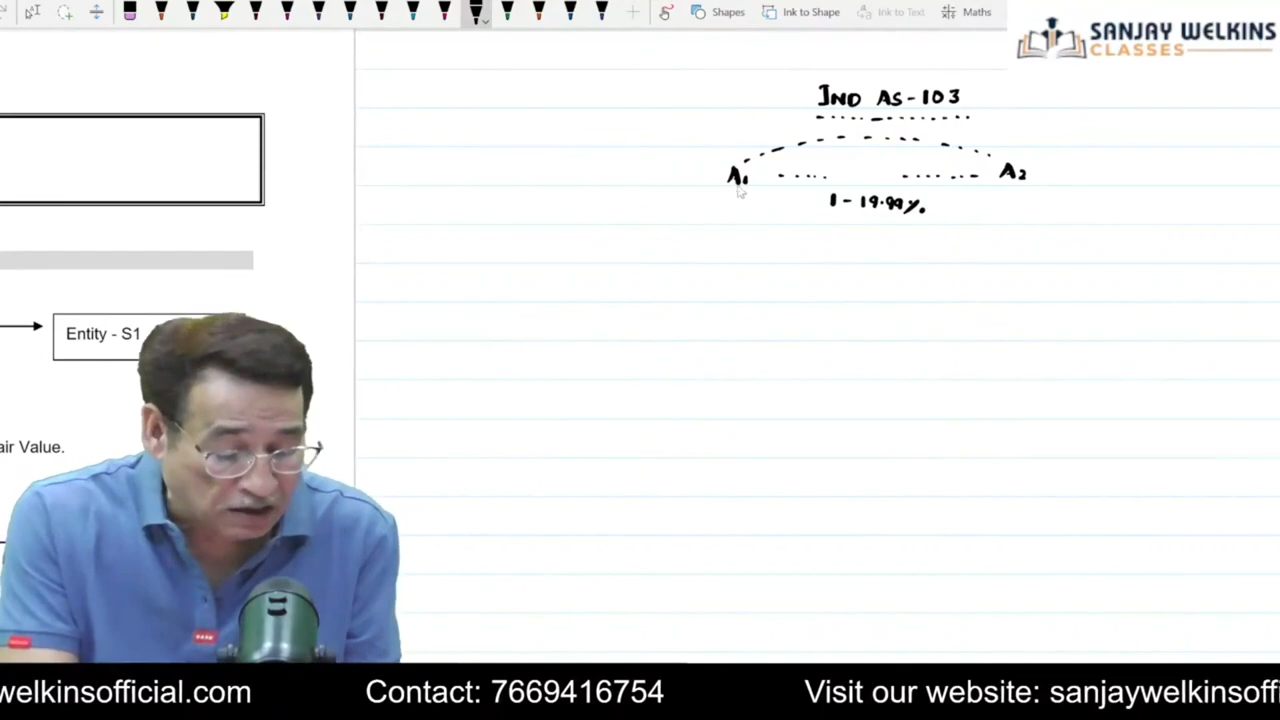 Shapes Ink to Shape Ink to Text Maths
SANJAY WELKINS
CLASSES
IND AS-103
A1 A2
1 - 19.99%
Entity - S1
air Value.
welkinsofficial.com Contact: 7669416754 Visit our website: sanjaywelkinsoffi